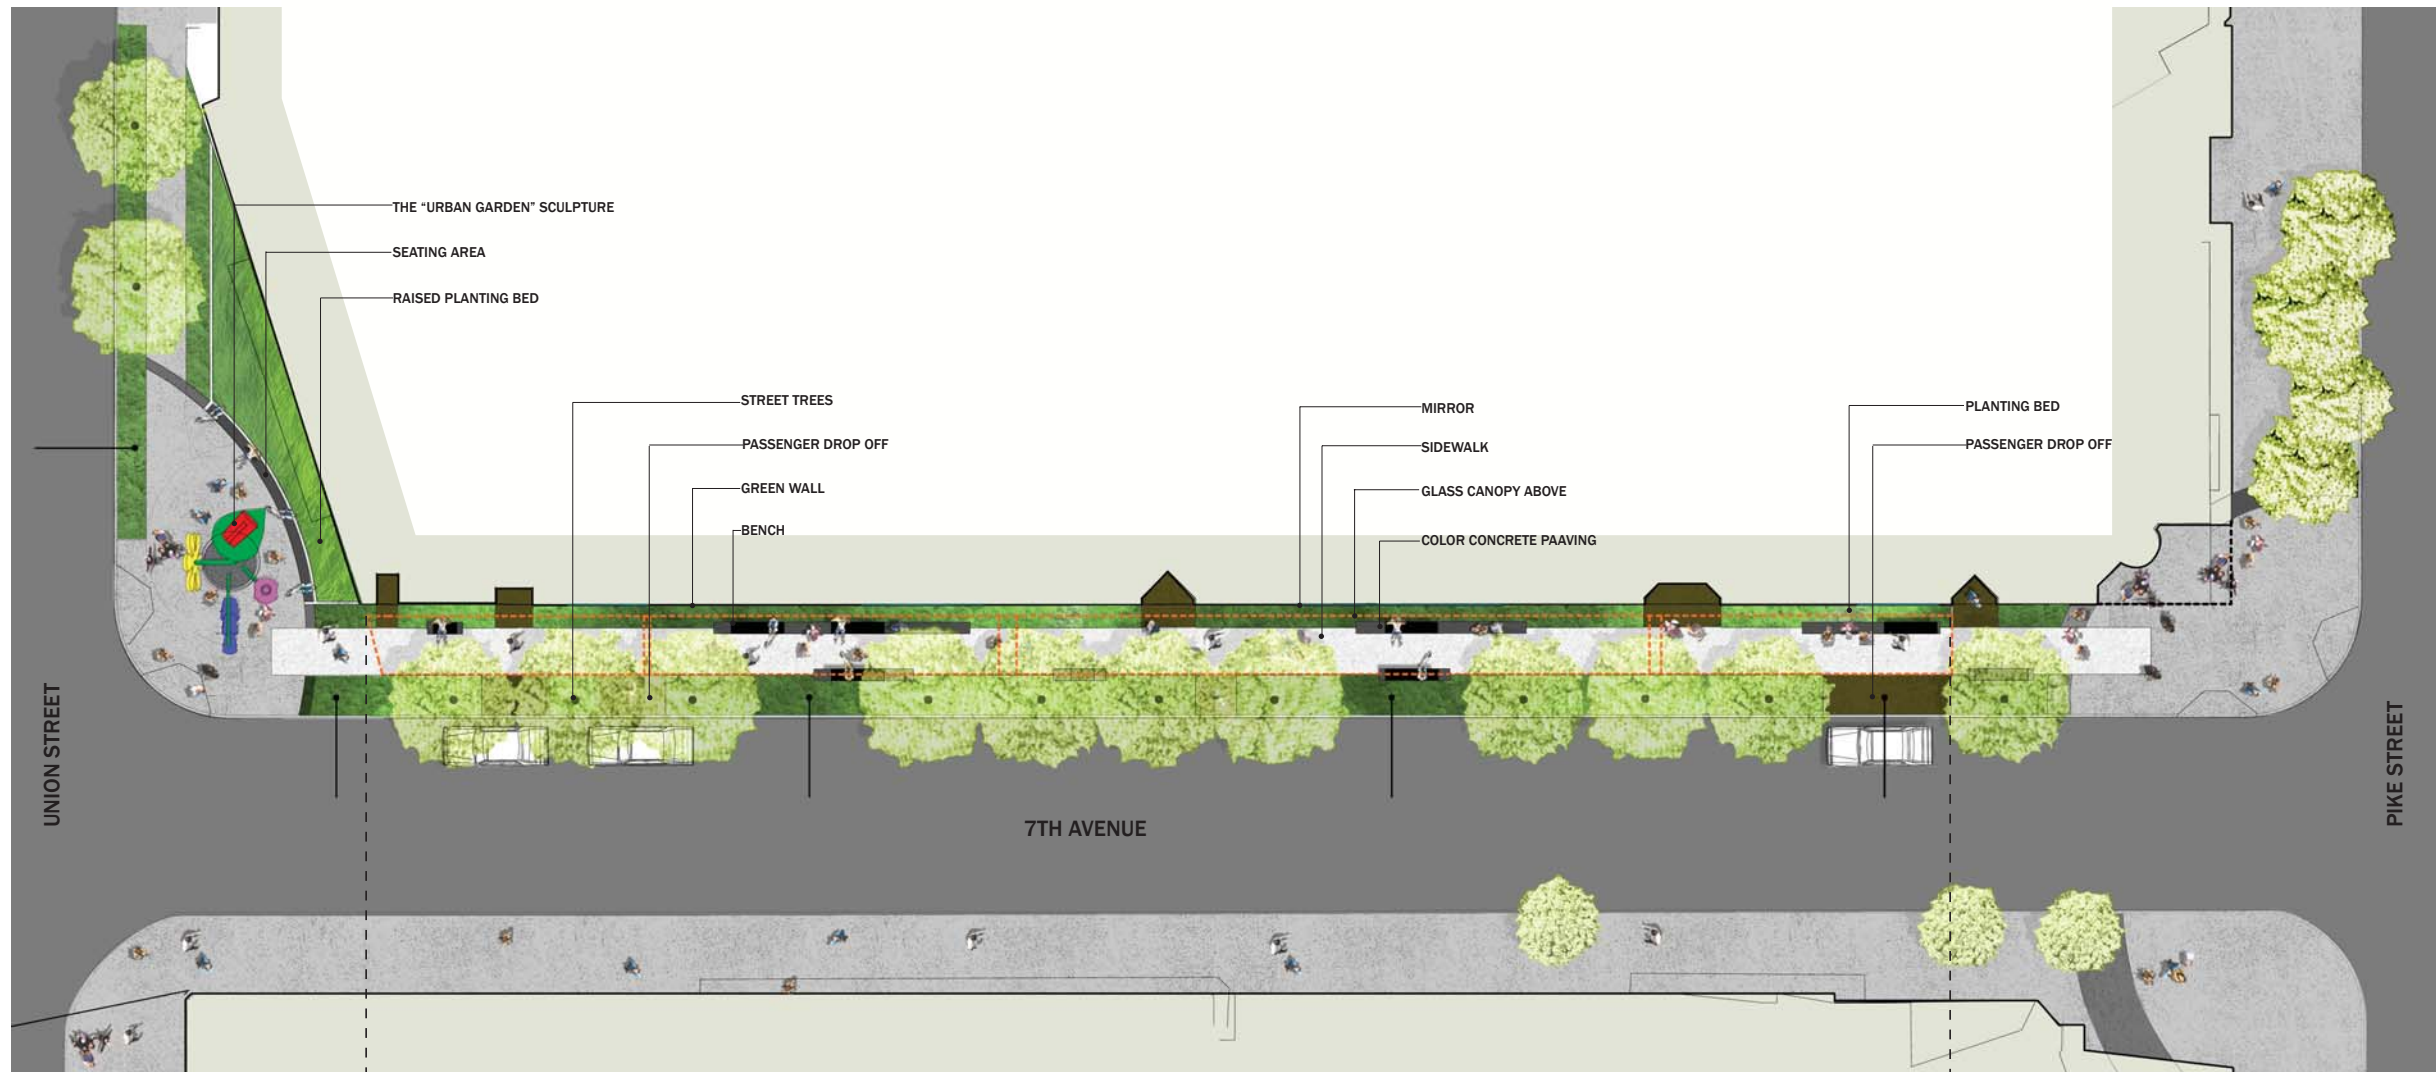 THE “URBAN GARDEN” SCULPTURE
SEATING AREA
RAISED PLANTING BED
STREET TREES
PASSENGER DROP OFF
GREEN WALL
BENCH
MIRROR
SIDEWALK
GLASS CANOPY ABOVE
COLOR CONCRETE PAAVING
PLANTING BED
PASSENGER DROP OFF
UNION STREET
7TH AVENUE
PIKE STREET